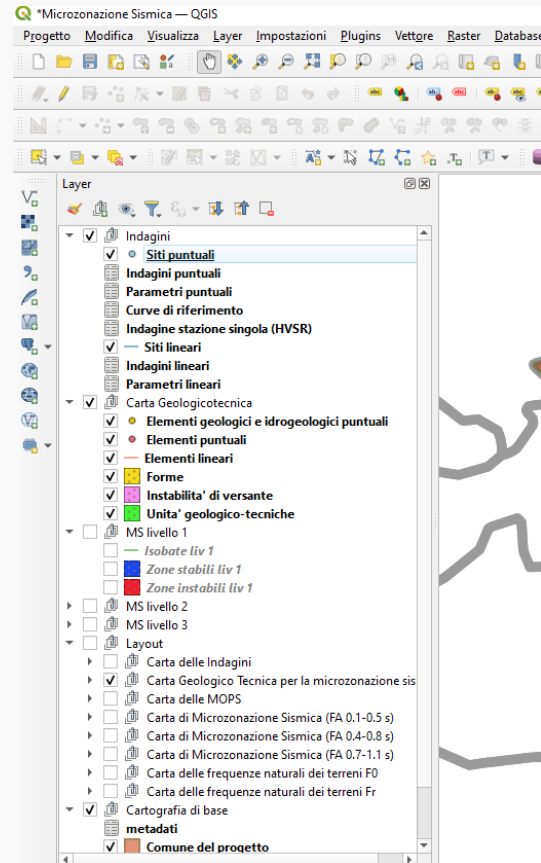 *Microzonazione Sismica — QGIS
Progetto Modifica Visualizza Layer Impostazioni Plugins Vettore Raster Database
Layer
Indagini
Siti puntuali
Indagini puntuali
Parametri puntuali
Curve di riferimento
Indagine stazione singola (HVSR)
Siti lineari
Indagini lineari
Parametri lineari
Carta Geologicotecnica
Elementi geologici e idrogeologici puntuali
Elementi puntuali
Elementi lineari
Forme
Instabilita' di versante
Unita' geologico-tecniche
MS livello 1
Isobate liv 1
Zone stabili liv 1
Zone instabili liv 1
MS livello 2
MS livello 3
Layout
Carta delle Indagini
Carta Geologico Tecnica per la microzonazione sis
Carta delle MOPS
Carta di Microzonazione Sismica (FA 0.1-0.5 s)
Carta di Microzonazione Sismica (FA 0.4-0.8 s)
Carta di Microzonazione Sismica (FA 0.7-1.1 s)
Carta delle frequenze naturali dei terreni F0
Carta delle frequenze naturali dei terreni Fr
Cartografia di base
metadati
Comune del progetto